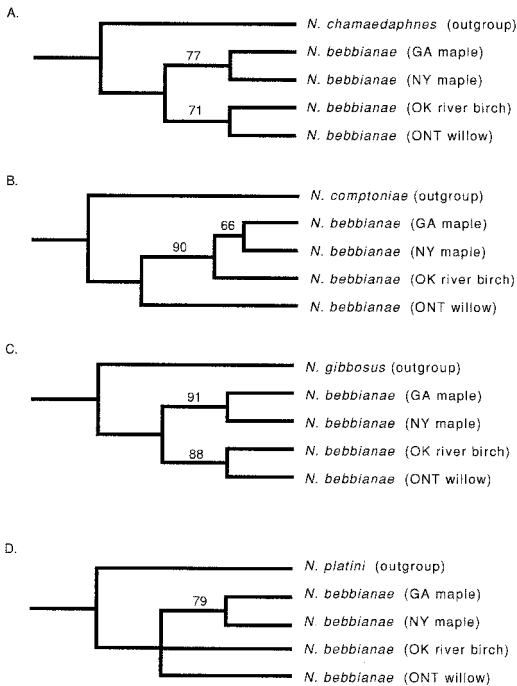 A.
N. chamaedaphnes (outgroup)
77
N. bebbianae (GA maple)
N. bebbianae (NY maple)
71
N. bebbianae (OK river birch)
N. bebbianae (ONT willow)
B.
N. comptoniae (outgroup)
66
N. bebbianae (GA maple)
90
N. bebbianae (NY maple)
N. bebbianae (OK river birch)
N. bebbianae (ONT willow)
C.
N. gibbosus (outgroup)
91
N. bebbianae (GA maple)
N. bebbianae (NY maple)
88
N. bebbianae (OK river birch)
N. bebbianae (ONT willow)
D.
N. platini (outgroup)
79
N. bebbianae (GA maple)
N. bebbianae (NY maple)
N. bebbianae (OK river birch)
N. bebbianae (ONT willow)